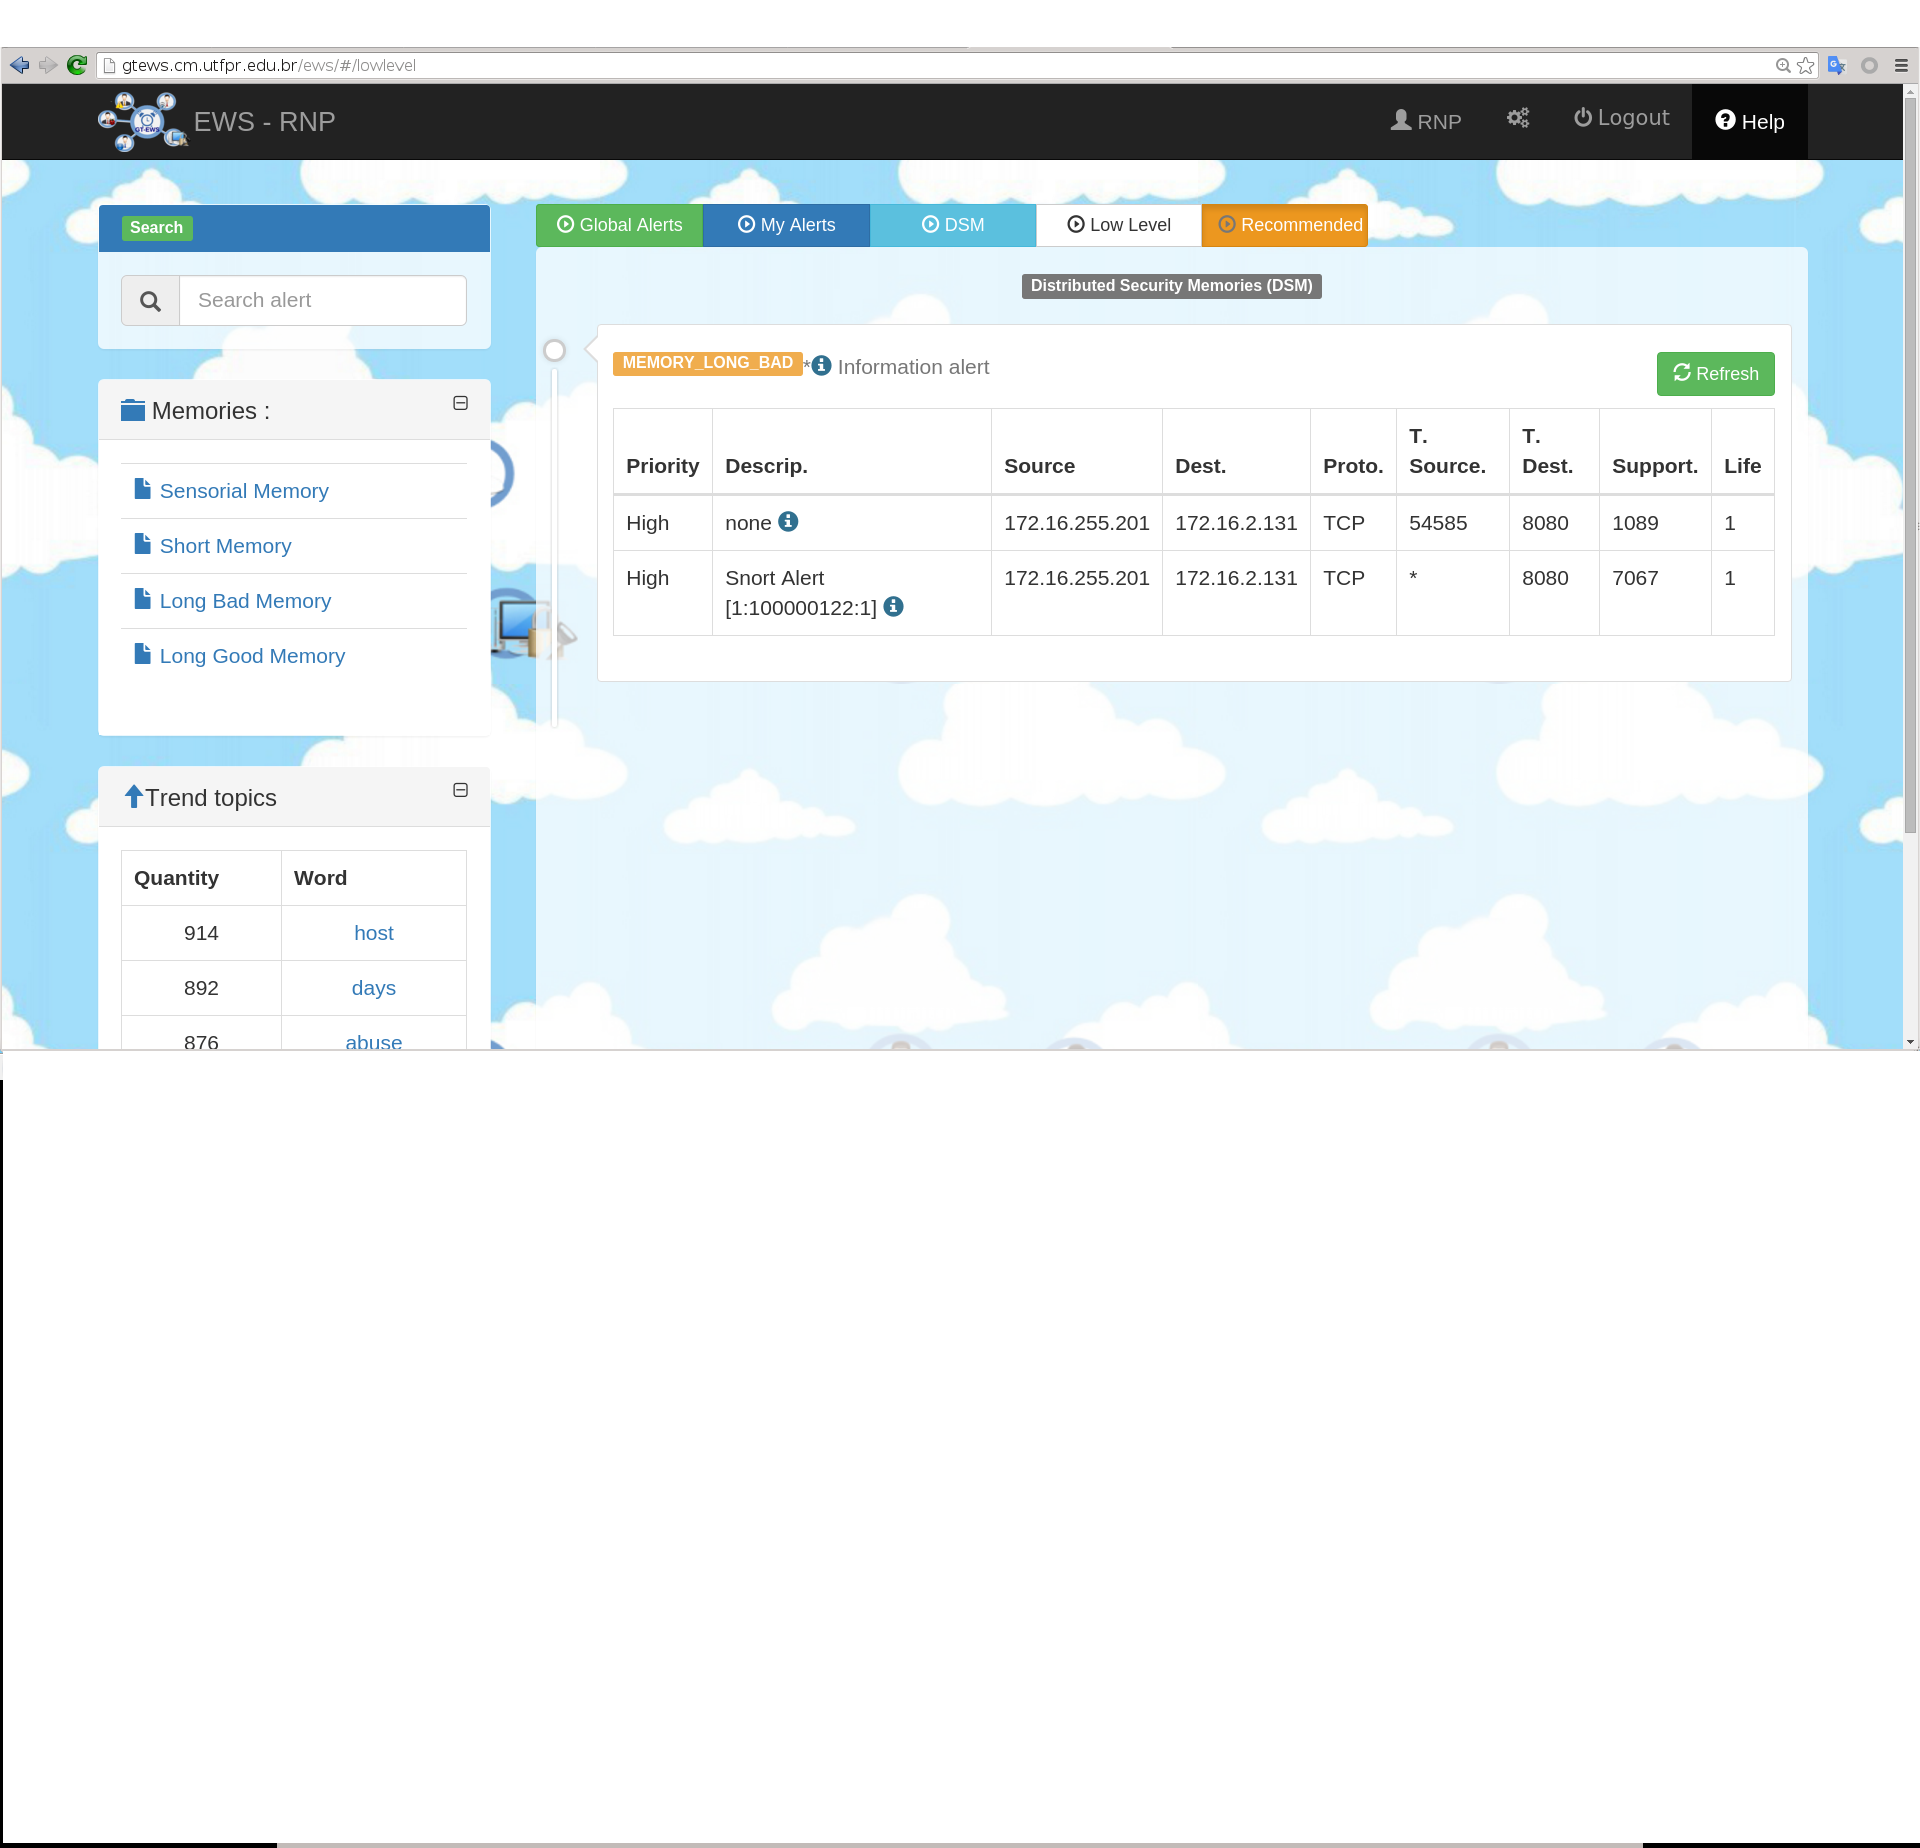 gtews.cm.utfpr.edu.br/ews/#/lowlevel
EWS - RNP
RNP
Logout
Help
Search
Search alert
Memories :
Sensorial Memory
Short Memory
Long Bad Memory
Long Good Memory
Trend topics
Quantity Word
914 host
892 days
876 abuse
Global Alerts
My Alerts
DSM
Low Level
Recommended
Distributed Security Memories (DSM)
MEMORY_LONG_BAD * Information alert
Refresh
Priority Descrip. Source Dest. Proto. T. Source. T. Dest. Support. Life
High none 172.16.255.201 172.16.2.131 TCP 54585 8080 1089 1
High Snort Alert 172.16.255.201 172.16.2.131 TCP * 8080 7067 1
[1:100000122:1]